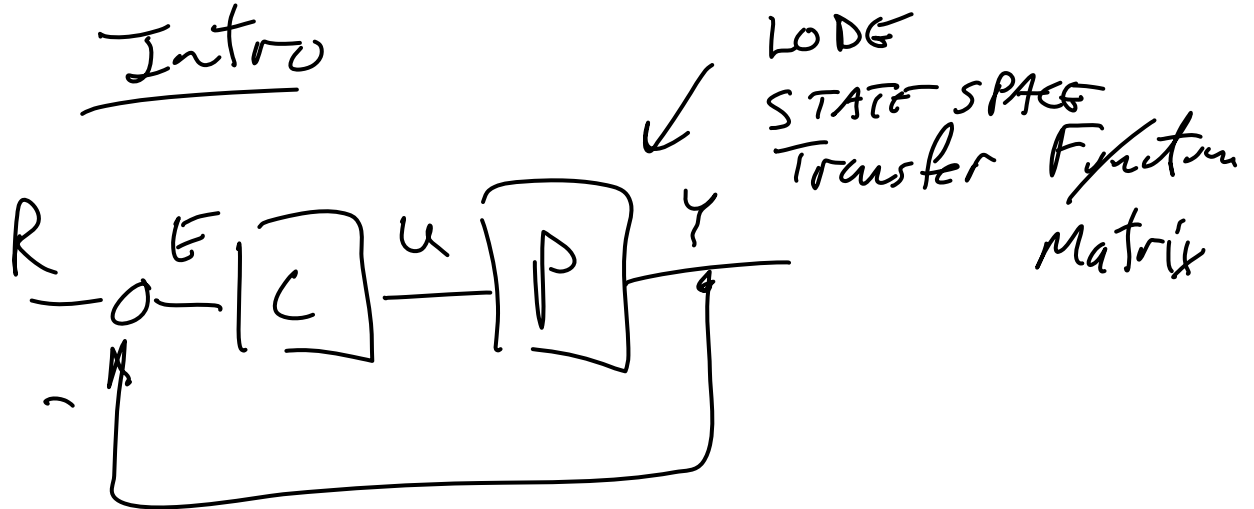 Intro
LODE
STATE SPACE
Transfer Function
Matrix
R
E
C
u
P
Y
-